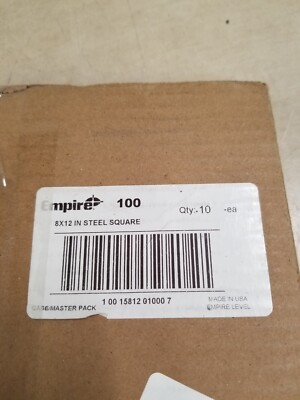 Empire 100 Qty:-10 -ea
8X12 IN STEEL SQUARE
MASTER PACK 1 00 15812 01000 7
MADE IN USA
EMPIRE LEVEL